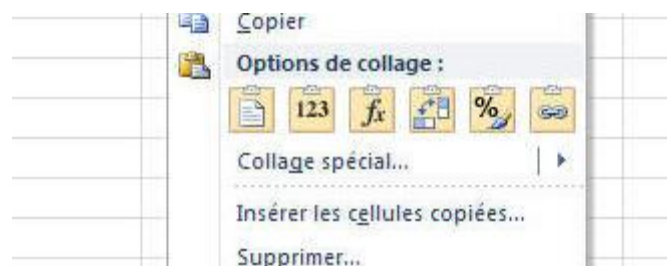 Copier
Options de collage :
123 fx %
Collage spécial...
Insérer les cellules copiées...
Supprimer...